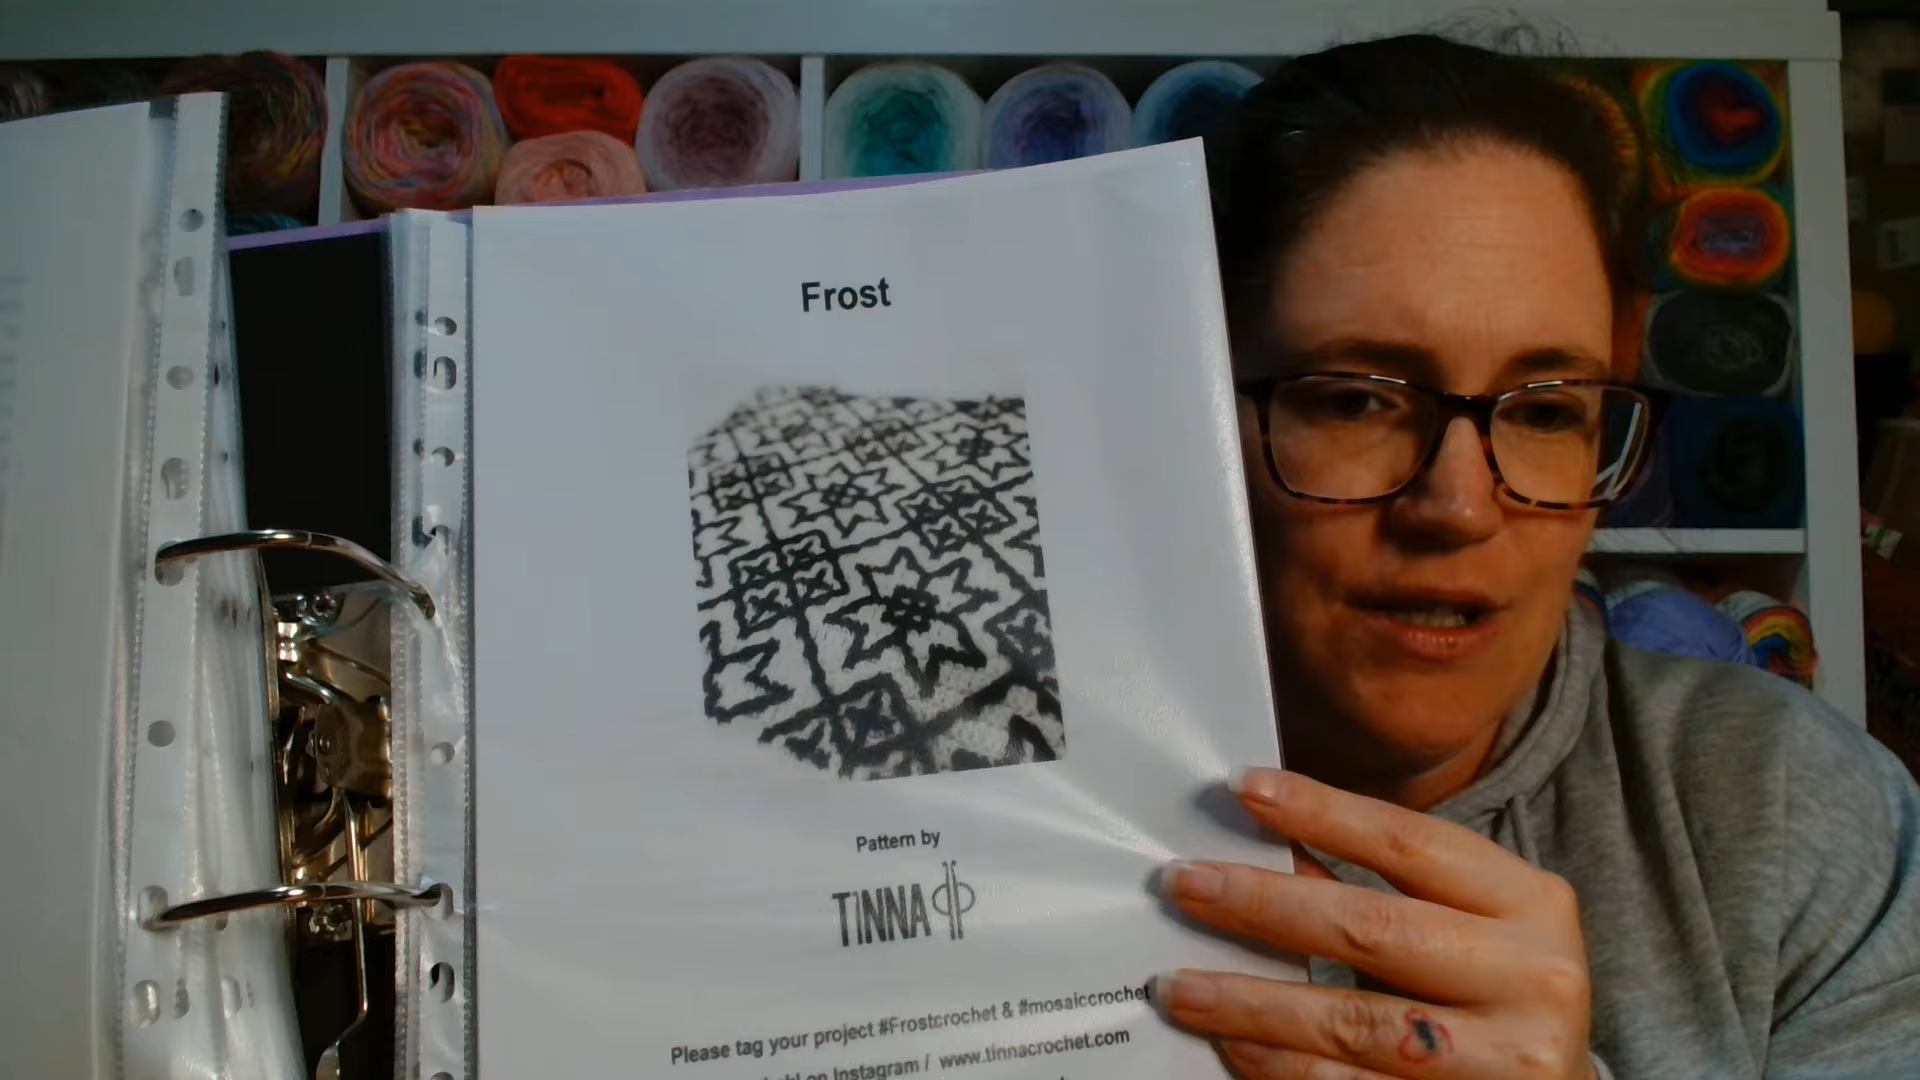 Frost
Pattern by
TINNA
Please tag your project #Frostcrochet & #mosaiccrochet
on Instagram / www.tinnacrochet.com